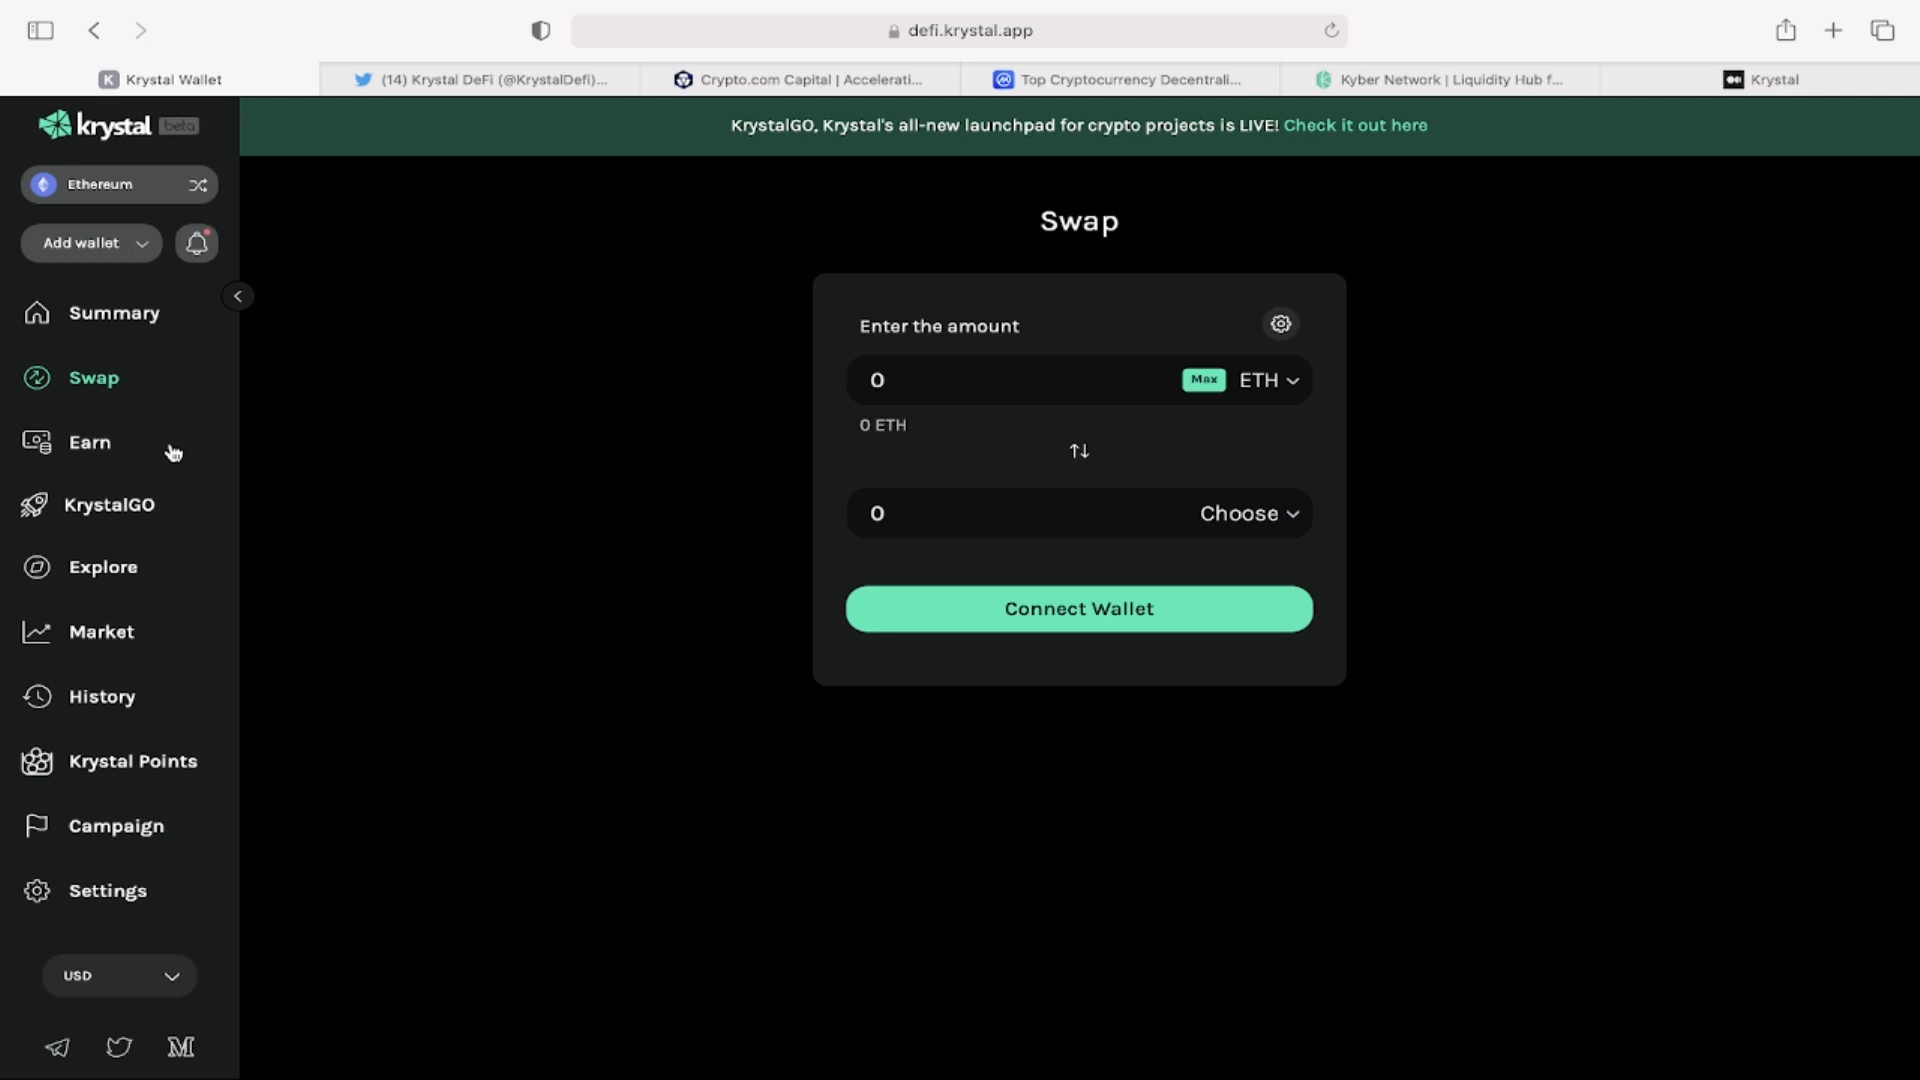 defi.krystal.app
K Krystal Wallet
(14) Krystal DeFi (@KrystalDefi)...
Crypto.com Capital | Accelerati...
Top Cryptocurrency Decentrali...
Kyber Network | Liquidity Hub f...
Krystal
krystal beta
KrystalGO, Krystal's all-new launchpad for crypto projects is LIVE! Check it out here
Ethereum
Add wallet
Summary
Swap
Earn
KrystalGO
Explore
Market
History
Krystal Points
Campaign
Settings
USD
M
Swap
Enter the amount
0 Max ETH
0 ETH
0 Choose
Connect Wallet